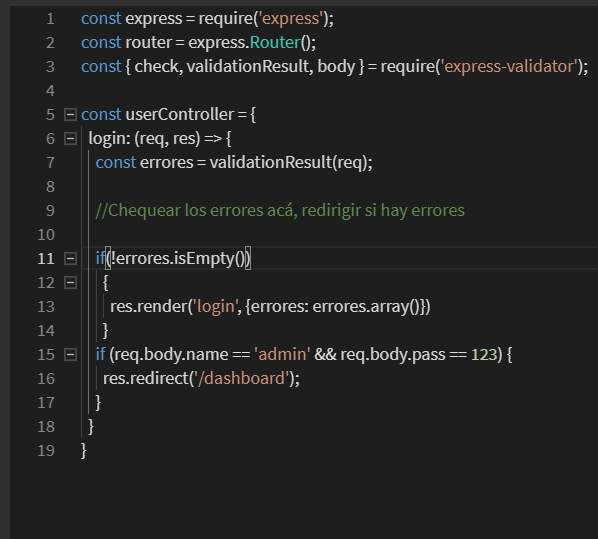 1 const express = require('express');
2 const router = express.Router();
3 const { check, validationResult, body } = require('express-validator');
4
5 const userController = {
6 login: (req, res) => {
7 const errores = validationResult(req);
8
9 //Chequear los errores acá, redirigir si hay errores
10
11 if(!errores.isEmpty())
12 {
13 res.render('login', {errores: errores.array()})
14 }
15 if (req.body.name == 'admin' && req.body.pass == 123) {
16 res.redirect('/dashboard');
17 }
18 }
19 }